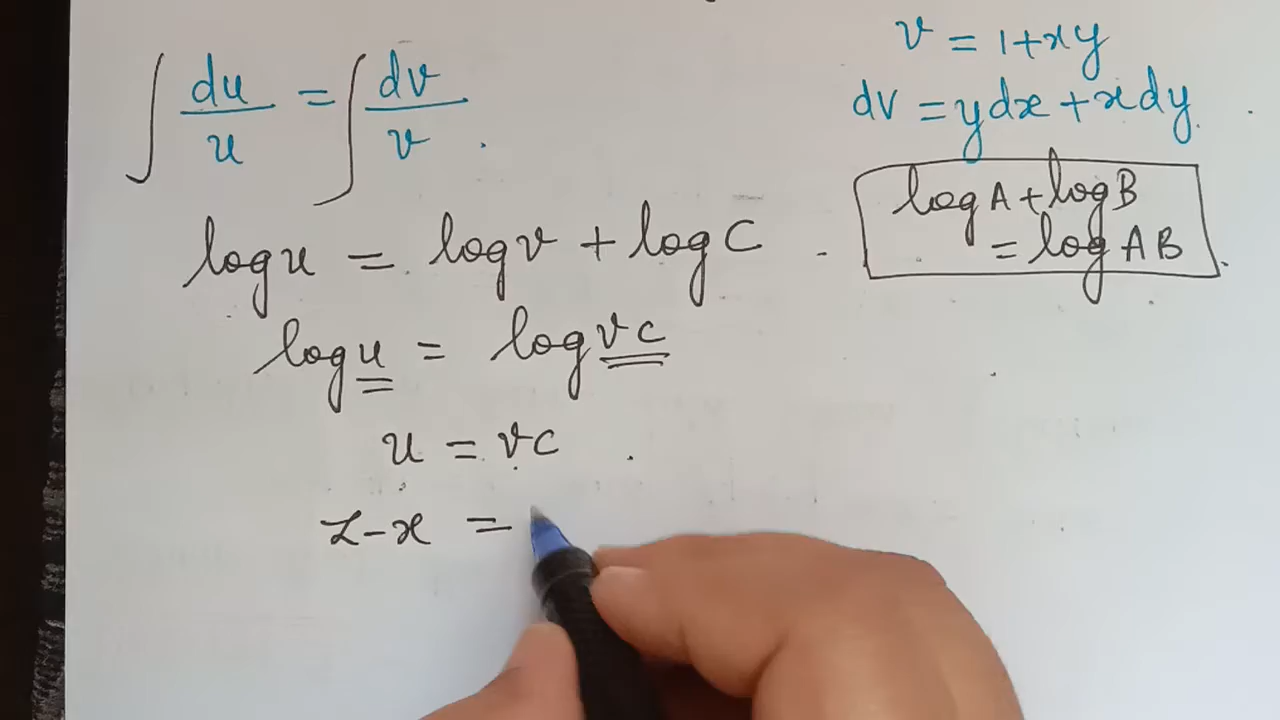 ∫ du/u = ∫ dv/v .
log u = log v + log C
log u = log vc
u = vc
z - x =
v = 1 + xy
dv = ydx + xdy
log A + log B
= log AB